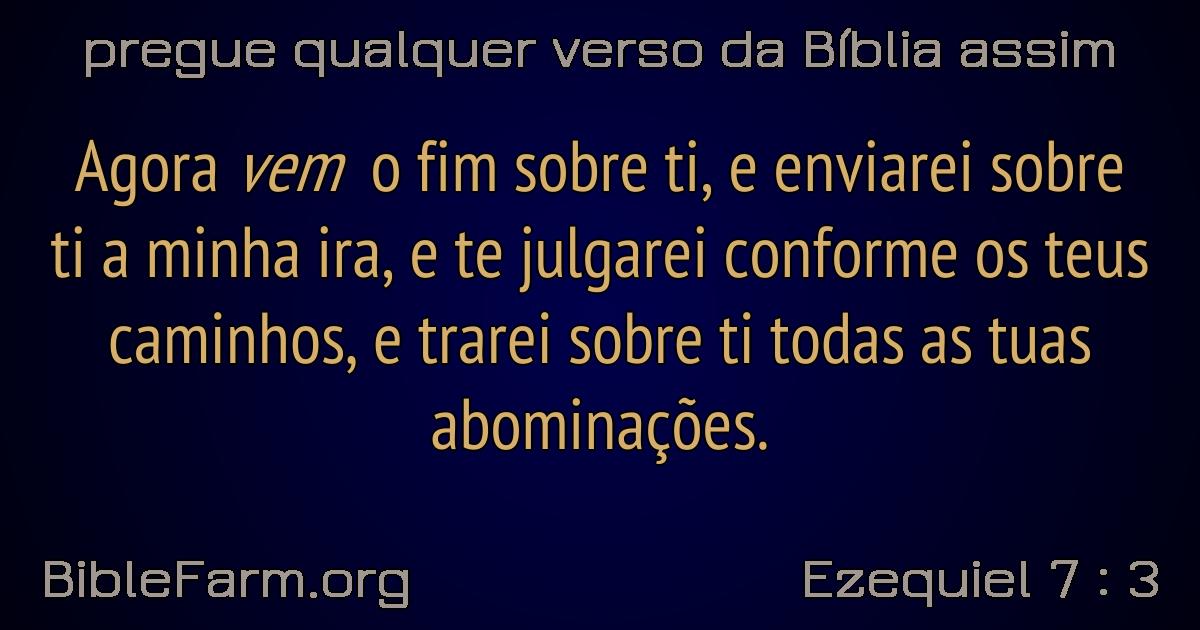 pregue qualquer verso da Bíblia assim
Agora vem o fim sobre ti, e enviarei sobre
ti a minha ira, e te julgarei conforme os teus
caminhos, e trarei sobre ti todas as tuas
abominações.
BibleFarm.org
Ezequiel 7 : 3